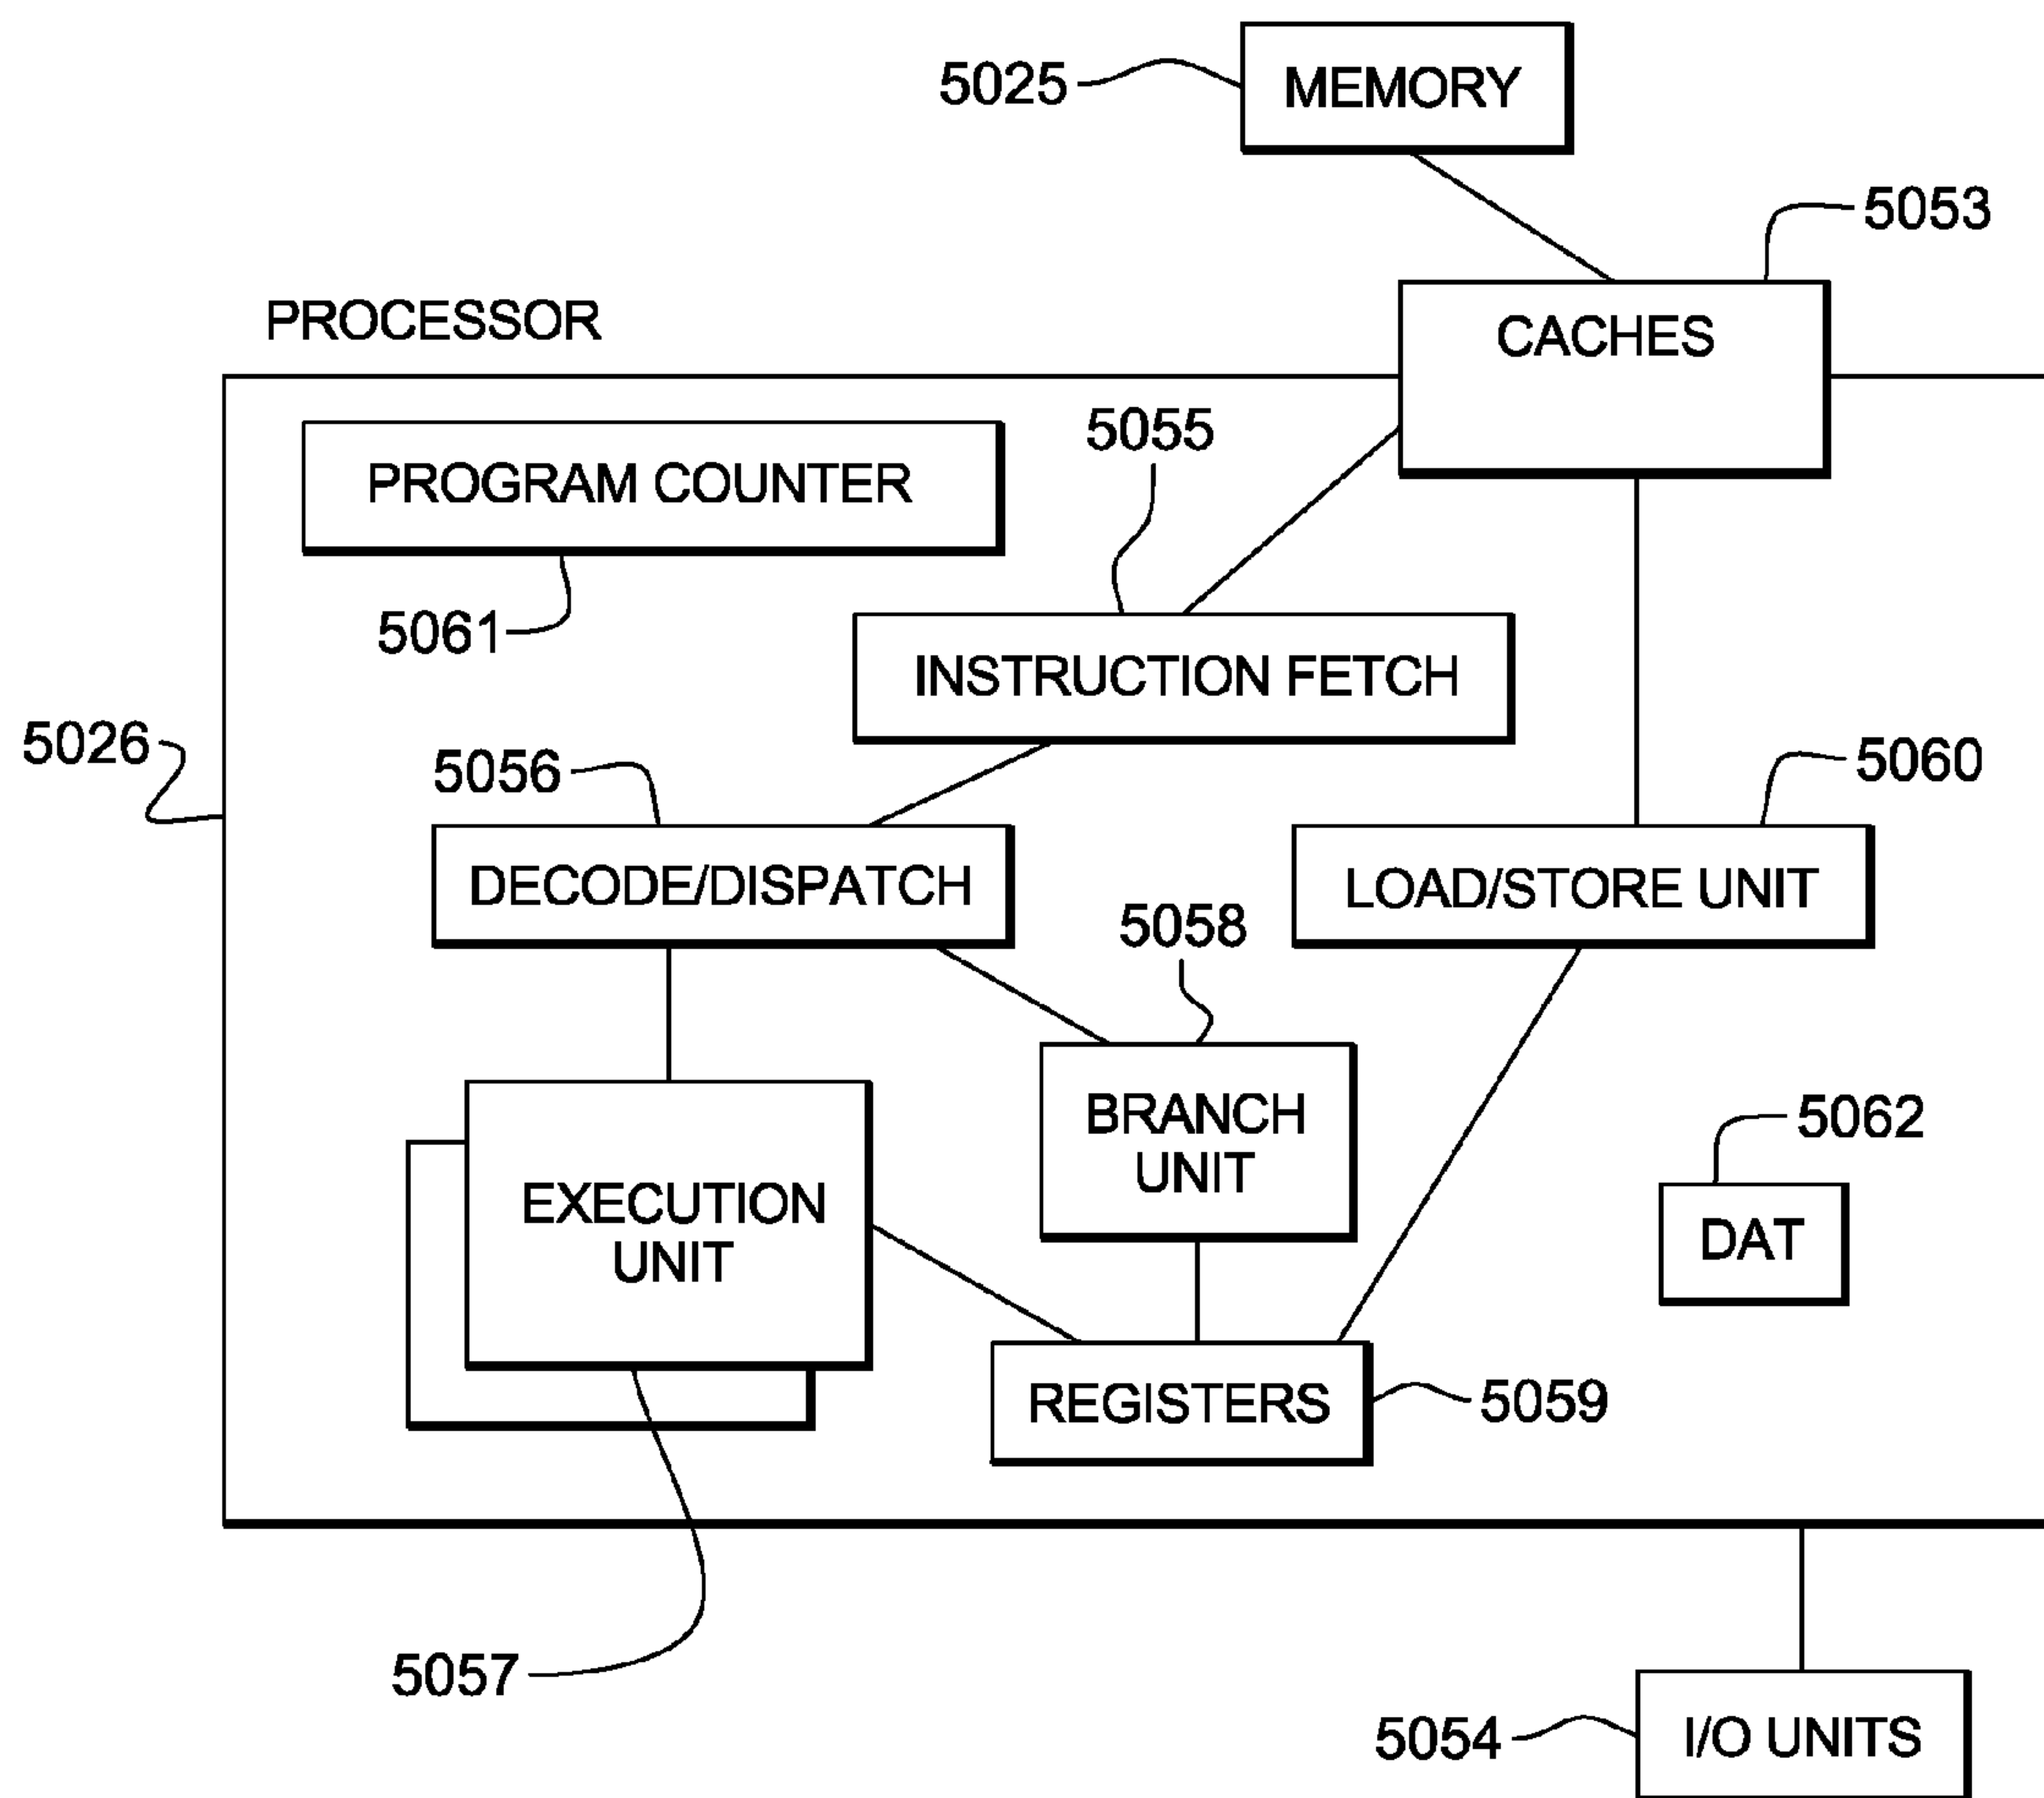 MEMORY
5025
5053
CACHES
PROCESSOR
5055
PROGRAM COUNTER
5061
INSTRUCTION FETCH
5026
5056
5060
DECODE/DISPATCH
LOAD/STORE UNIT
5058
BRANCH
UNIT
5062
EXECUTION
UNIT
DAT
REGISTERS
5059
5057
5054
I/O UNITS